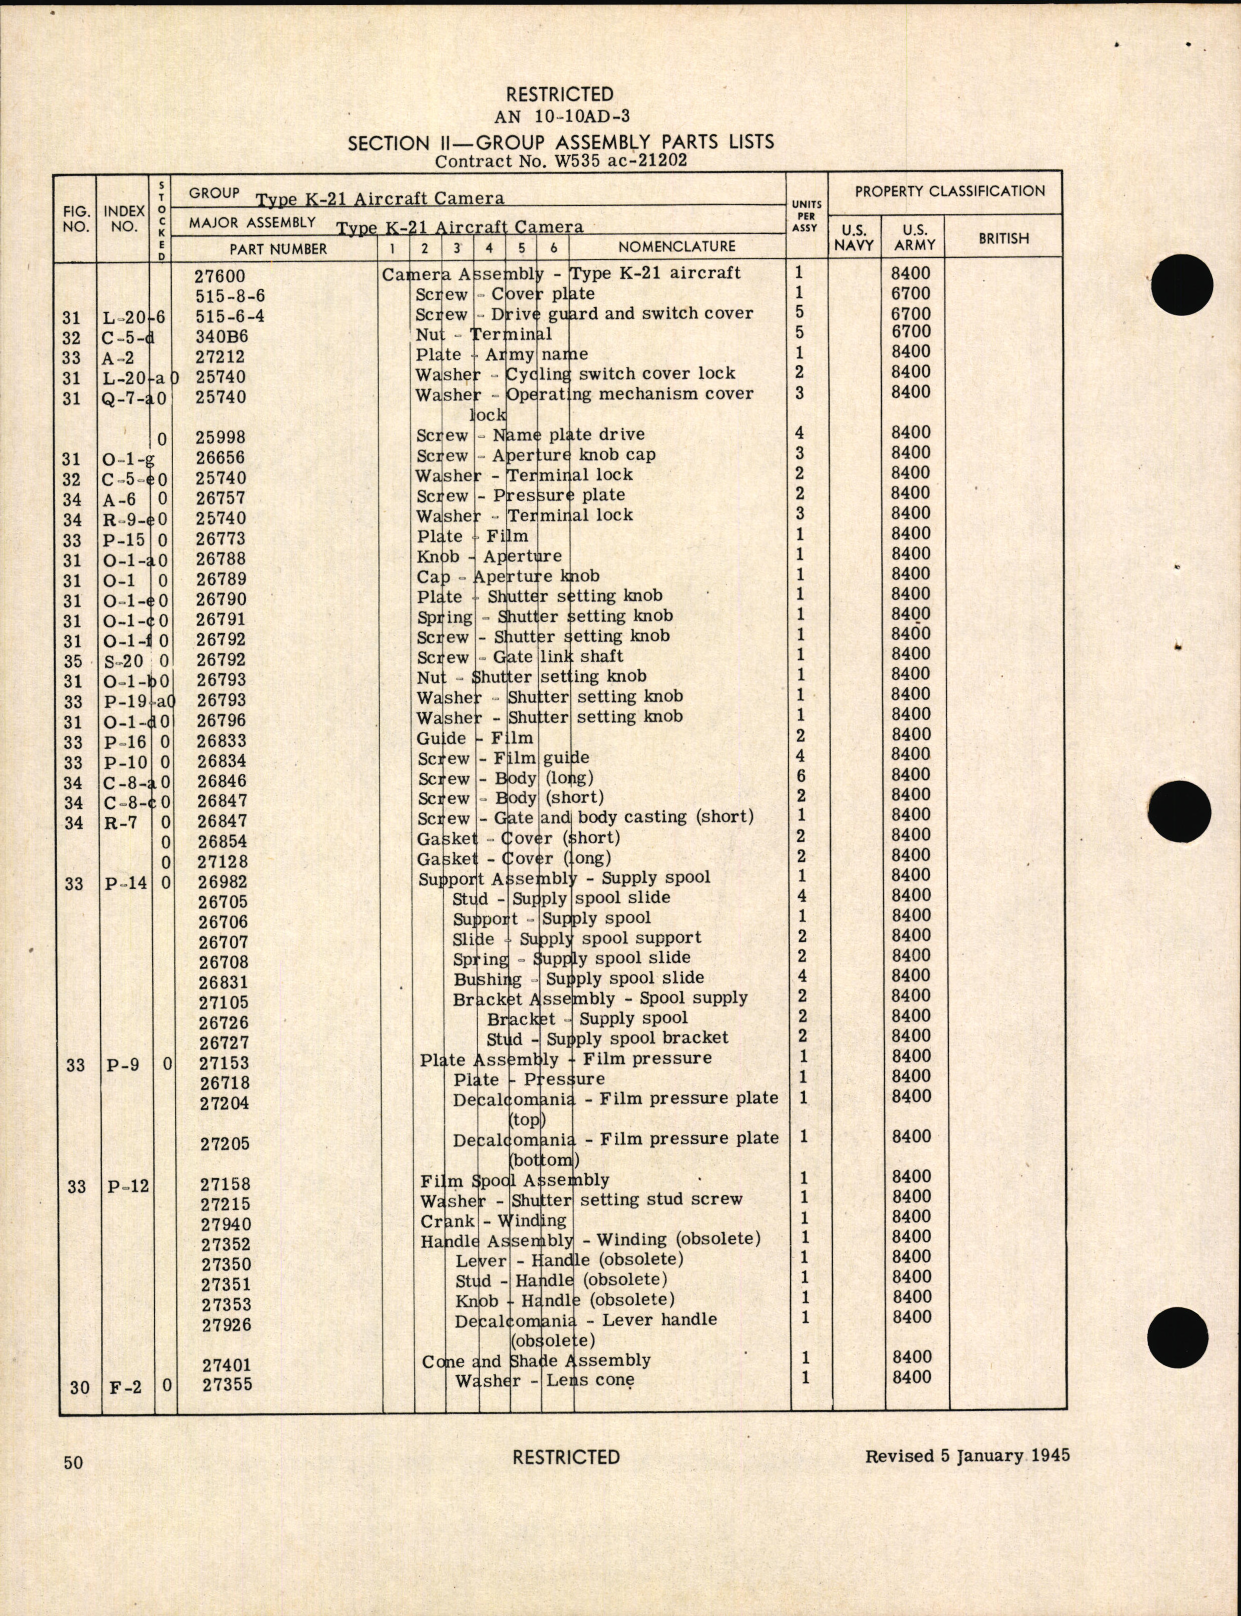 RESTRICTED
AN 10-10AD-3
SECTION II—GROUP ASSEMBLY PARTS LISTS
Contract No. W535 ac-21202
FIG. NO. INDEX NO. STOCKED GROUP Type K-21 Aircraft Camera UNITS PER ASSY PROPERTY CLASSIFICATION
MAJOR ASSEMBLY Type K-21 Aircraft Camera
PART NUMBER 1 2 3 4 5 6 NOMENCLATURE U.S. NAVY U.S. ARMY BRITISH
27600 Camera Assembly - Type K-21 aircraft 1 8400
515-8-6 Screw - Cover plate 1 6700
31 L-20-6 515-6-4 Screw - Drive guard and switch cover 5 6700
32 C-5-d 340B6 Nut - Terminal 5 6700
33 A-2 27212 Plate - Army name 1 8400
31 L-20-a 0 25740 Washer - Cycling switch cover lock 2 8400
31 Q-7-a 0 25740 Washer - Operating mechanism cover 3 8400
lock
0 25998 Screw - Name plate drive 4 8400
31 O-1-g 26656 Screw - Aperture knob cap 3 8400
32 C-5-e 0 25740 Washer - Terminal lock 2 8400
34 A-6 0 26757 Screw - Pressure plate 2 8400
34 R-9-e 0 25740 Washer - Terminal lock 3 8400
33 P-15 0 26773 Plate - Film 1 8400
31 O-1-a 0 26788 Knob - Aperture 1 8400
31 O-1 0 26789 Cap - Aperture knob 1 8400
31 O-1-e 0 26790 Plate - Shutter setting knob 1 8400
31 O-1-c 0 26791 Spring - Shutter setting knob 1 8400
31 O-1-f 0 26792 Screw - Shutter setting knob 1 8400
35 S-20 0 26792 Screw - Gate link shaft 1 8400
31 O-1-b 0 26793 Nut - Shutter setting knob 1 8400
33 P-19-a 0 26793 Washer - Shutter setting knob 1 8400
31 O-1-d 0 26796 Washer - Shutter setting knob 1 8400
33 P-16 0 26833 Guide - Film 2 8400
33 P-10 0 26834 Screw - Film guide 4 8400
34 C-8-a 0 26846 Screw - Body (long) 6 8400
34 C-8-c 0 26847 Screw - Body (short) 2 8400
34 R-7 0 26847 Screw - Gate and body casting (short) 1 8400
0 26854 Gasket - Cover (short) 2 8400
0 27128 Gasket - Cover (long) 2 8400
33 P-14 0 26982 Support Assembly - Supply spool 1 8400
26705 Stud - Supply spool slide 4 8400
26706 Support - Supply spool 1 8400
26707 Slide - Supply spool support 2 8400
26708 Spring - Supply spool slide 2 8400
26831 Bushing - Supply spool slide 4 8400
27105 Bracket Assembly - Spool supply 2 8400
26726 Bracket - Supply spool 2 8400
26727 Stud - Supply spool bracket 2 8400
33 P-9 0 27153 Plate Assembly - Film pressure 1 8400
26718 Plate - Pressure 1 8400
27204 Decalcomania - Film pressure plate 1 8400
(top)
27205 Decalcomania - Film pressure plate 1 8400
(bottom)
33 P-12 27158 Film Spool Assembly 1 8400
27215 Washer - Shutter setting stud screw 1 8400
27940 Crank - Winding 1 8400
27352 Handle Assembly - Winding (obsolete) 1 8400
27350 Lever - Handle (obsolete) 1 8400
27351 Stud - Handle (obsolete) 1 8400
27353 Knob - Handle (obsolete) 1 8400
27926 Decalcomania - Lever handle 1 8400
(obsolete)
27401 Cone and Shade Assembly 1 8400
30 F-2 0 27355 Washer - Lens cone 1 8400
50 RESTRICTED Revised 5 January 1945